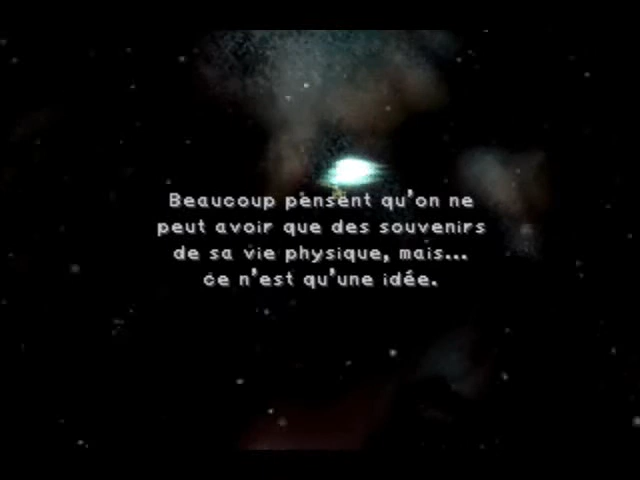 Beaucoup pensent qu'on ne
peut avoir que des souvenirs
de sa vie physique, mais...
ce n'est qu'une idée.